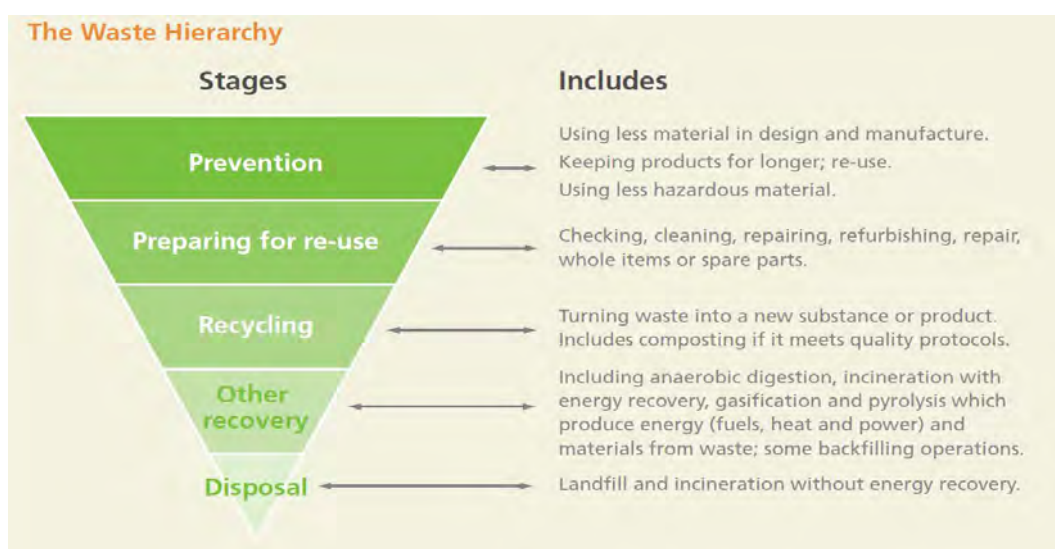 The Waste Hierarchy
Stages
Includes
Prevention
Using less material in design and manufacture.
Keeping products for longer; re-use.
Using less hazardous material.
Preparing for re-use
Checking, cleaning, repairing, refurbishing, repair,
whole items or spare parts.
Recycling
Turning waste into a new substance or product.
Includes composting if it meets quality protocols.
Other
recovery
Including anaerobic digestion, incineration with
energy recovery, gasification and pyrolysis which
produce energy (fuels, heat and power) and
materials from waste; some backfilling operations.
Disposal
Landfill and incineration without energy recovery.